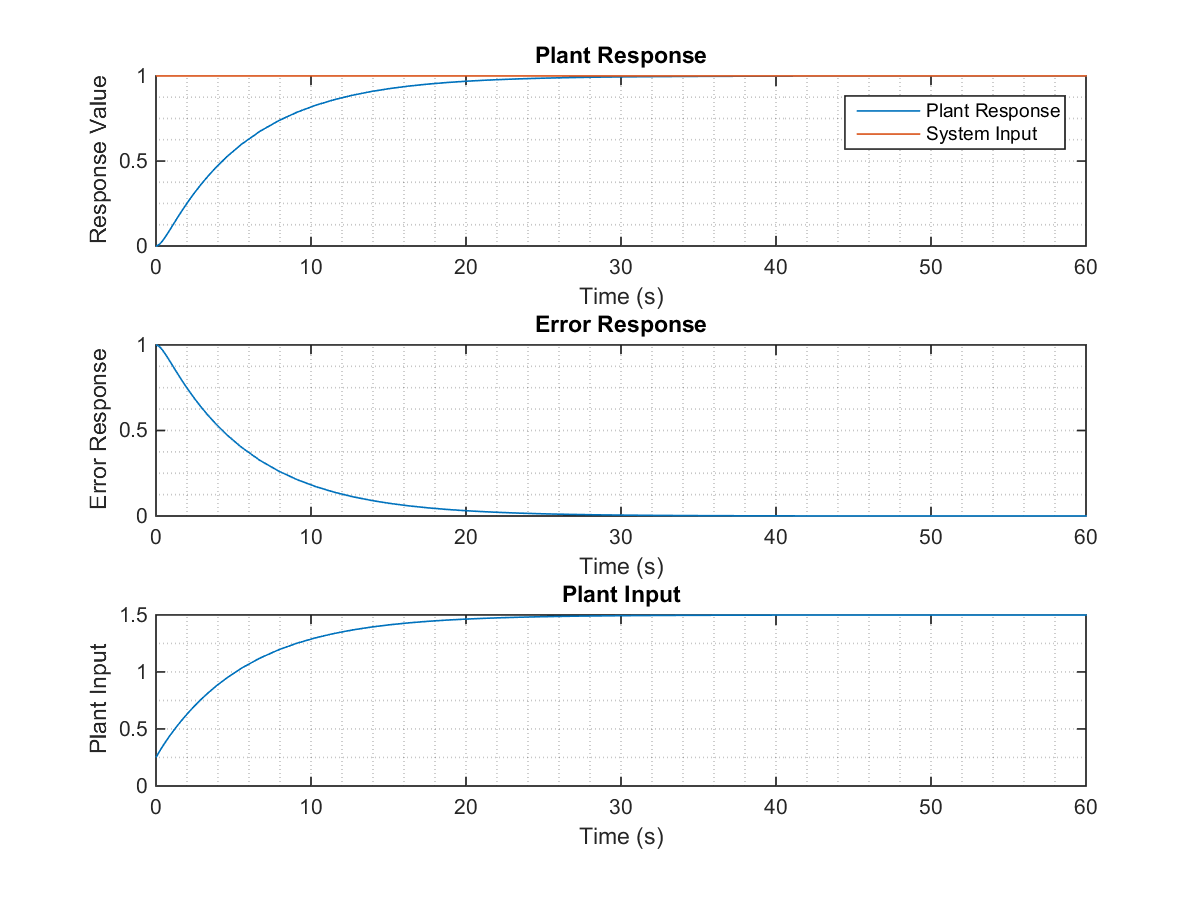 Plant Response
Response Value
1
0.5
0
Plant Response
System Input
0 10 20 30 40 50 60
Time (s)
Error Response
Error Response
1
0.5
0
0 10 20 30 40 50 60
Time (s)
Plant Input
Plant Input
1.5
1
0.5
0
0 10 20 30 40 50 60
Time (s)